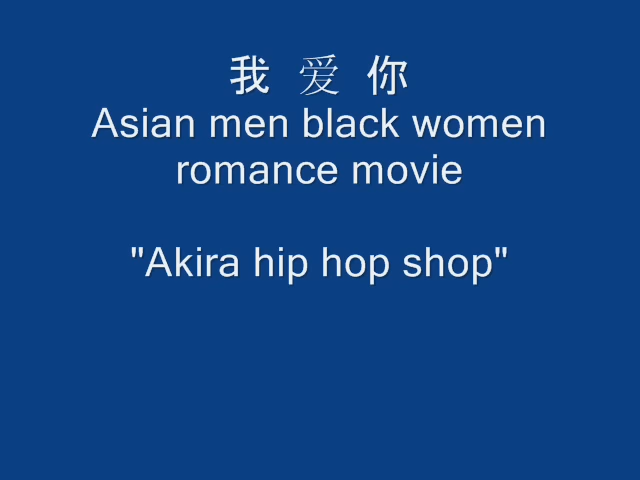 我 爱 你
Asian men black women
romance movie
"Akira hip hop shop"